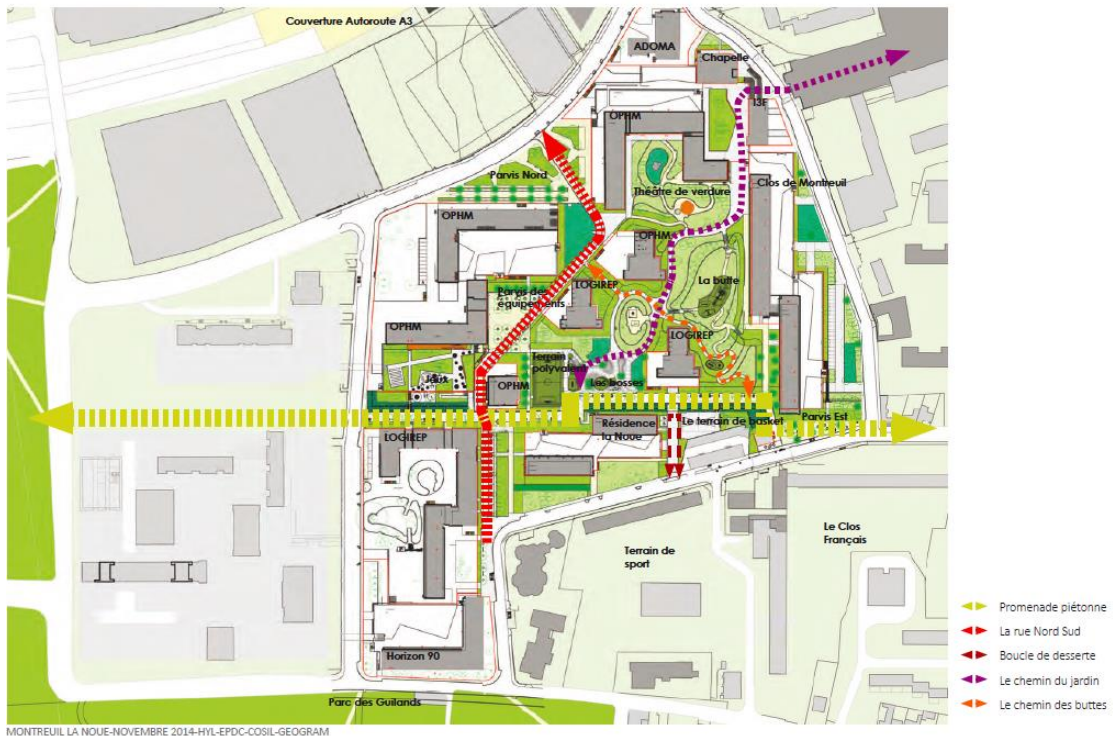 Couverture Autoroute A3
ADOMA
Chapelle
I3F
OPHM
Parvis Nord
Théâtre de verdure
Clos de Montreuil
OPHM
OPHM
La butte
LOGIREP
Parvis des
équipements
OPHM
LOGIREP
Terrain
polyvalent
Jeux
OPHM
Les bosses
Parvis Est
Résidence
la Noue
Le terrain de basket
LOGIREP
Le Clos
Français
Terrain de
sport
Horizon 90
Parc des Guilands
Promenade piétonne
La rue Nord Sud
Boucle de desserte
Le chemin du jardin
Le chemin des buttes
MONTREUIL LA NOUE-NOVEMBRE 2014-HYL-EPDC-COSIL-GEOGRAM